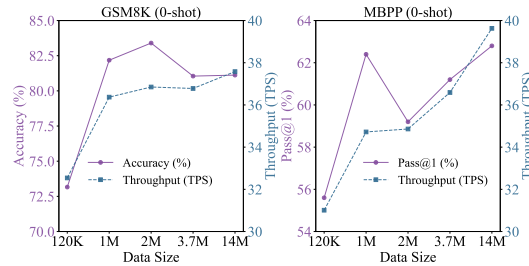 GSM8K (0-shot)
85.0
82.5
80.0
77.5
75.0
72.5
70.0
Accuracy (%)
40
38
36
34
32
30
Throughput (TPS)
Accuracy (%)
Throughput (TPS)
120K 1M 2M 3.7M 14M
Data Size
MBPP (0-shot)
64
62
60
58
56
54
Pass@1 (%)
40
38
36
34
32
30
Throughput (TPS)
Pass@1 (%)
Throughput (TPS)
120K 1M 2M 3.7M 14M
Data Size